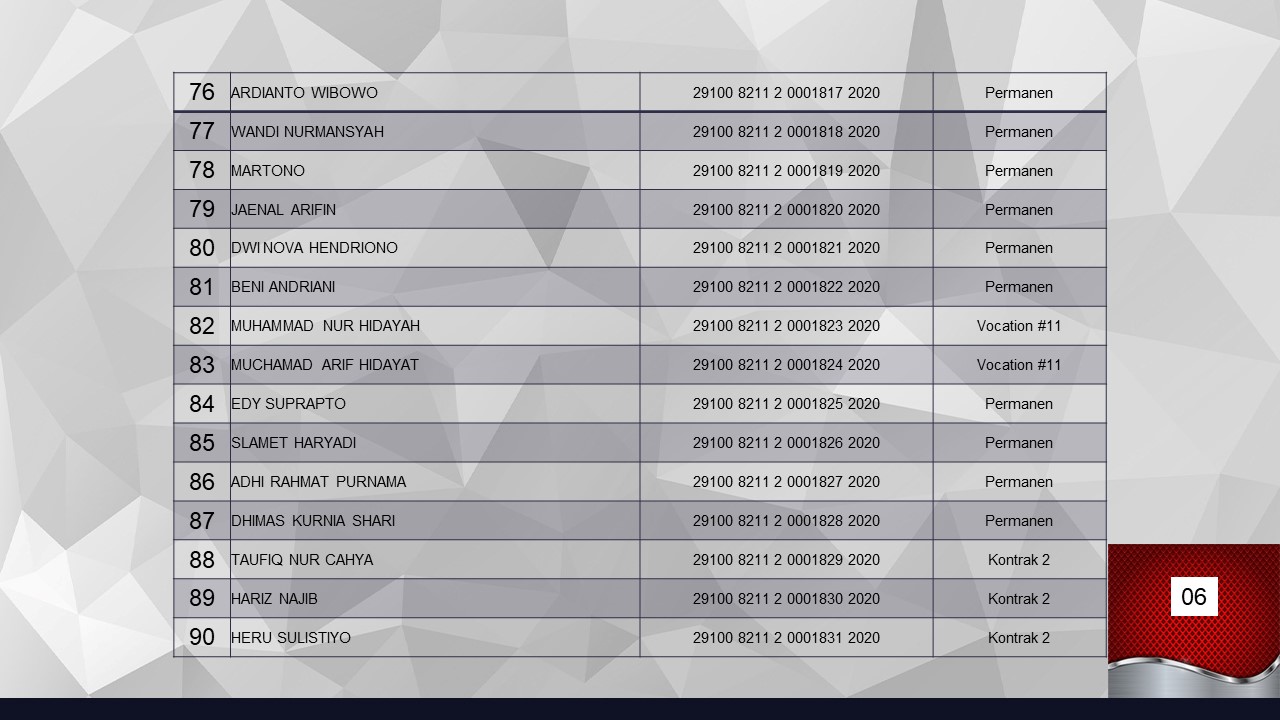 76 ARDIANTO WIBOWO 29100 8211 2 0001817 2020 Permanen
77 WANDI NURMANSYAH 29100 8211 2 0001818 2020 Permanen
78 MARTONO 29100 8211 2 0001819 2020 Permanen
79 JAENAL ARIFIN 29100 8211 2 0001820 2020 Permanen
80 DWI NOVA HENDRIONO 29100 8211 2 0001821 2020 Permanen
81 BENI ANDRIANI 29100 8211 2 0001822 2020 Permanen
82 MUHAMMAD NUR HIDAYAH 29100 8211 2 0001823 2020 Vocation #11
83 MUCHAMAD ARIF HIDAYAT 29100 8211 2 0001824 2020 Vocation #11
84 EDY SUPRAPTO 29100 8211 2 0001825 2020 Permanen
85 SLAMET HARYADI 29100 8211 2 0001826 2020 Permanen
86 ADHI RAHMAT PURNAMA 29100 8211 2 0001827 2020 Permanen
87 DHIMAS KURNIA SHARI 29100 8211 2 0001828 2020 Permanen
88 TAUFIQ NUR CAHYA 29100 8211 2 0001829 2020 Kontrak 2
89 HARIZ NAJIB 29100 8211 2 0001830 2020 Kontrak 2
90 HERU SULISTIYO 29100 8211 2 0001831 2020 Kontrak 2
06